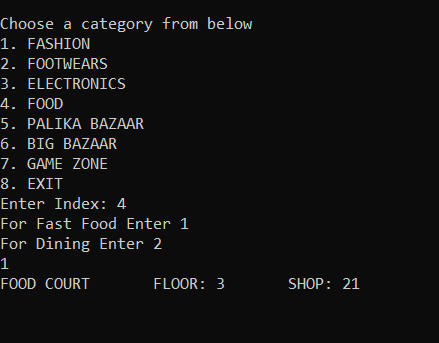 Choose a category from below
1. FASHION
2. FOOTWEARS
3. ELECTRONICS
4. FOOD
5. PALIKA BAZAAR
6. BIG BAZAAR
7. GAME ZONE
8. EXIT
Enter Index: 4
For Fast Food Enter 1
For Dining Enter 2
1
FOOD COURT       FLOOR: 3       SHOP: 21